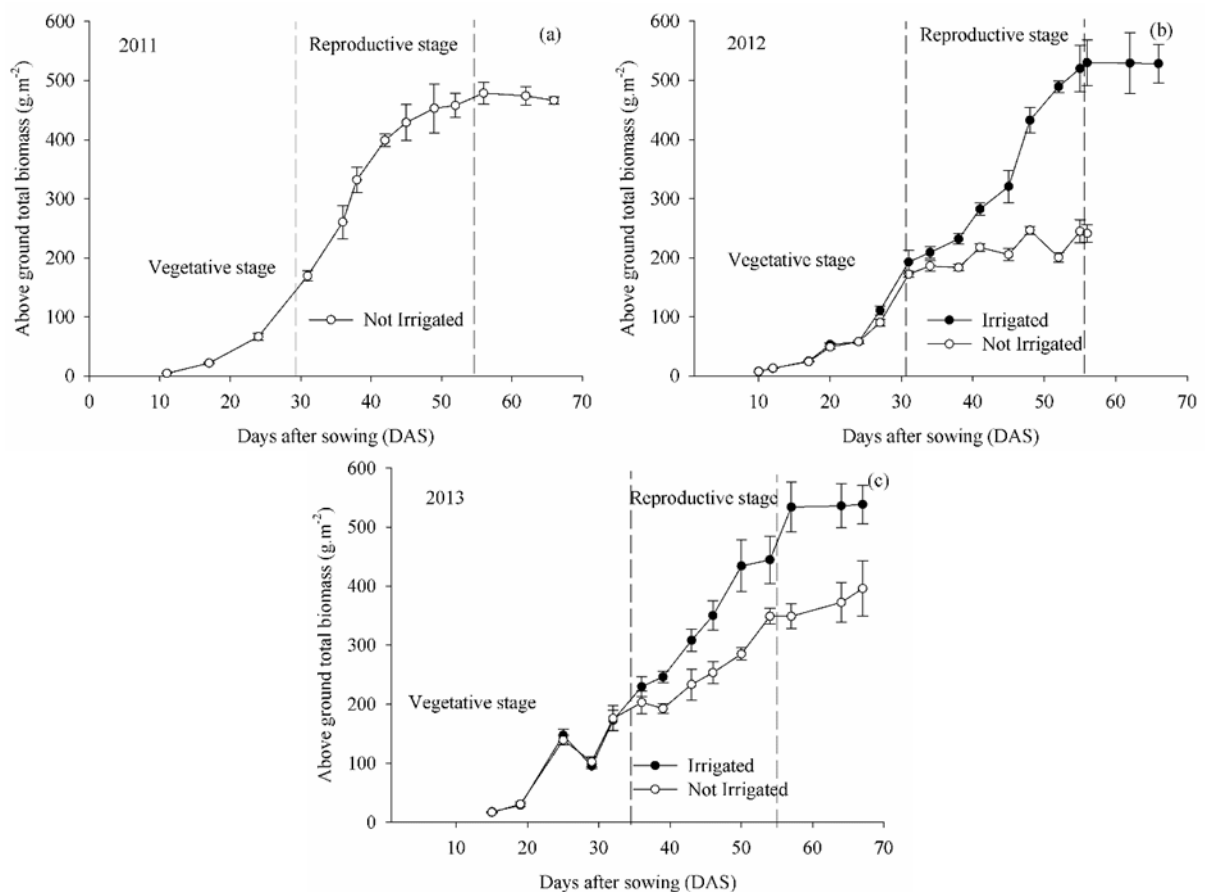 2011
Reproductive stage
(a)
Vegetative stage
Not Irrigated
600
500
400
300
200
100
0
0 10 20 30 40 50 60 70
Above ground total biomass (g.m-2)
Days after sowing (DAS)
2012
Reproductive stage
(b)
Vegetative stage
Irrigated
Not Irrigated
600
500
400
300
200
100
0
10 20 30 40 50 60 70
Above ground total biomass (g.m-2)
Days after sowing (DAS)
2013
Reproductive stage
(c)
Vegetative stage
Irrigated
Not Irrigated
600
500
400
300
200
100
0
10 20 30 40 50 60 70
Above ground total biomass (g.m-2)
Days after sowing (DAS)